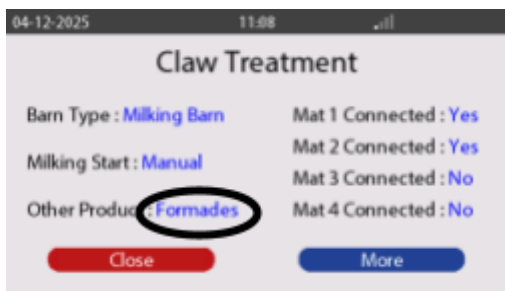 04-12-2025 11:08
Claw Treatment
Barn Type : Milking Barn
Mat 1 Connected : Yes
Mat 2 Connected : Yes
Milking Start : Manual
Mat 3 Connected : No
Other Product : Formades
Mat 4 Connected : No
Close
More